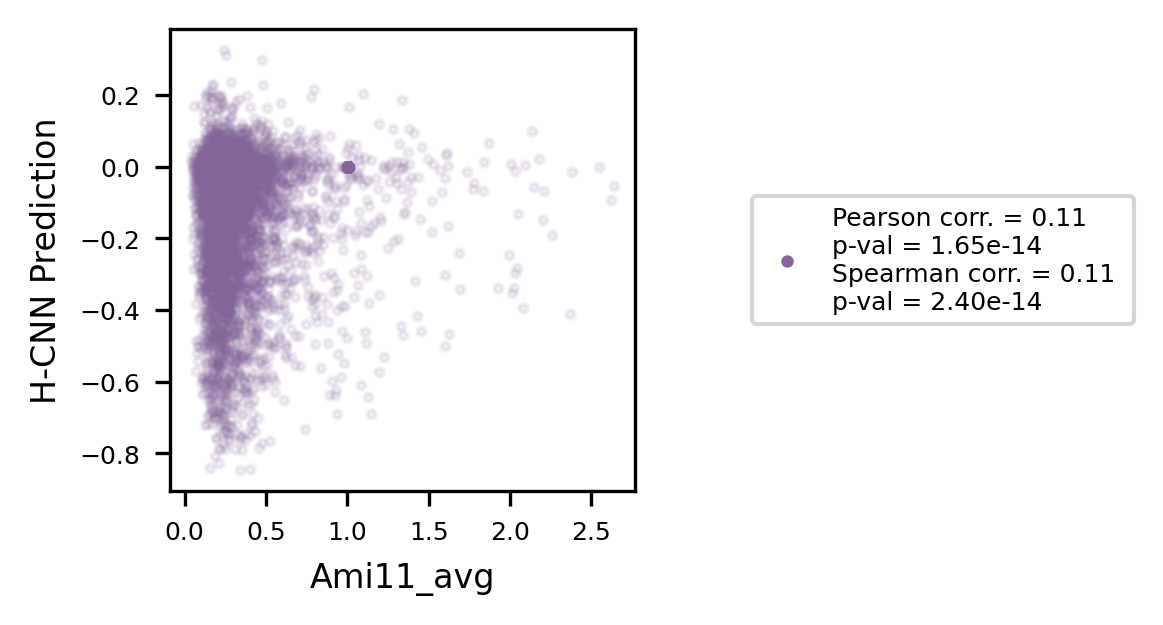 H-CNN Prediction
0.2
0.0
−0.2
−0.4
−0.6
−0.8
0.0 0.5 1.0 1.5 2.0 2.5
Ami11_avg
Pearson corr. = 0.11
p-val = 1.65e-14
Spearman corr. = 0.11
p-val = 2.40e-14